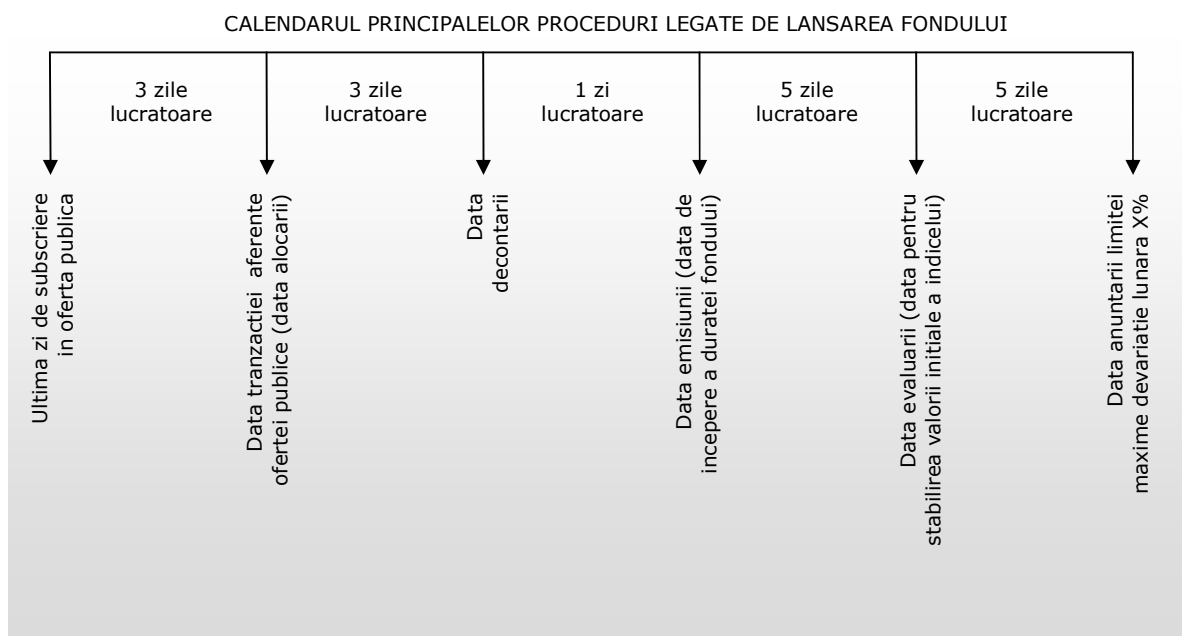 CALENDARUL PRINCIPALELOR PROCEDURI LEGATE DE LANSAREA FONDULUI
3 zile
lucratoare
3 zile
lucratoare
1 zi
lucratoare
5 zile
lucratoare
5 zile
lucratoare
Ultima zi de subscriere
in oferta publica
Data tranzactiei aferente
ofertei publice (data alocarii)
Data
decontarii
Data emisiunii (data de
incepere a duratei fondului)
Data evaluarii (data pentru
stabilirea valorii initiale a indicelui)
Data anuntarii limitei
maxime devariatie lunara X%